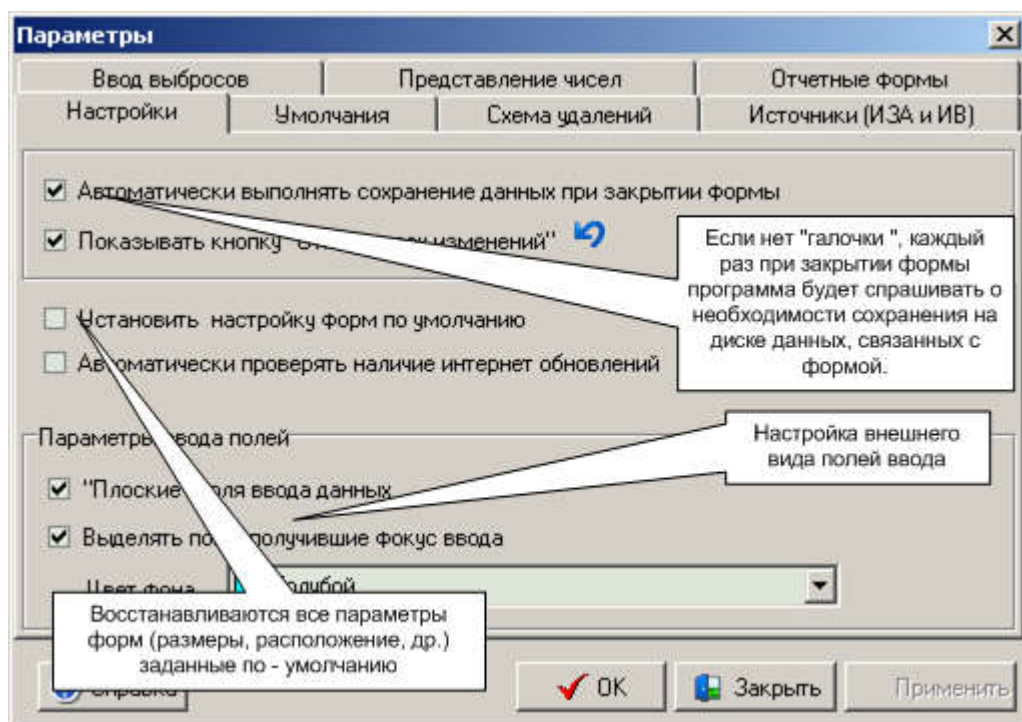 Параметры
Ввод выбросов Представление чисел Отчетные формы
Настройки Умолчания Схема удалений Источники (ИЗА и ИВ)
Автоматически выполнять сохранение данных при закрытии формы
Показывать кнопку изменений"
Если нет "галочки ", каждый
раз при закрытии формы
программа будет спрашивать о
необходимости сохранения на
диске данных, связанных с
формой.
Установить настройку форм по умолчанию
Автоматически проверять наличие интернет обновлений
Параметры ввода полей
Настройка внешнего
вида полей ввода
"Плоские" поля ввода данных
Выделять поля получившие фокус ввода
Цвет фона Голубой
Восстанавливаются все параметры
форм (размеры, расположение, др.)
заданные по - умолчанию
Справка OK Закрыть Применить